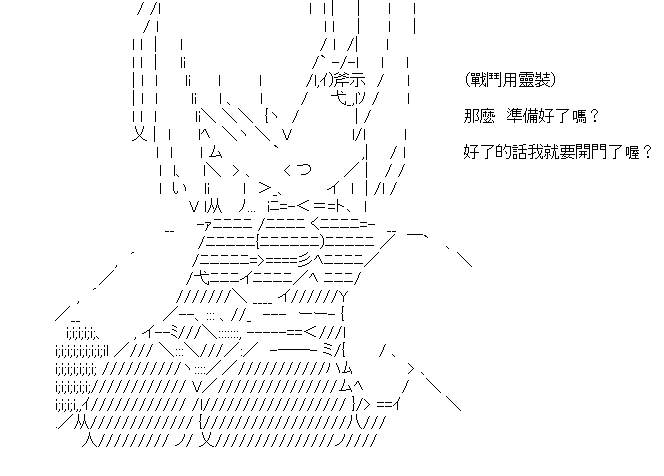 （戰鬥用靈裝）
那麼　準備好了嗎？
好了的話我就要開門了喔？